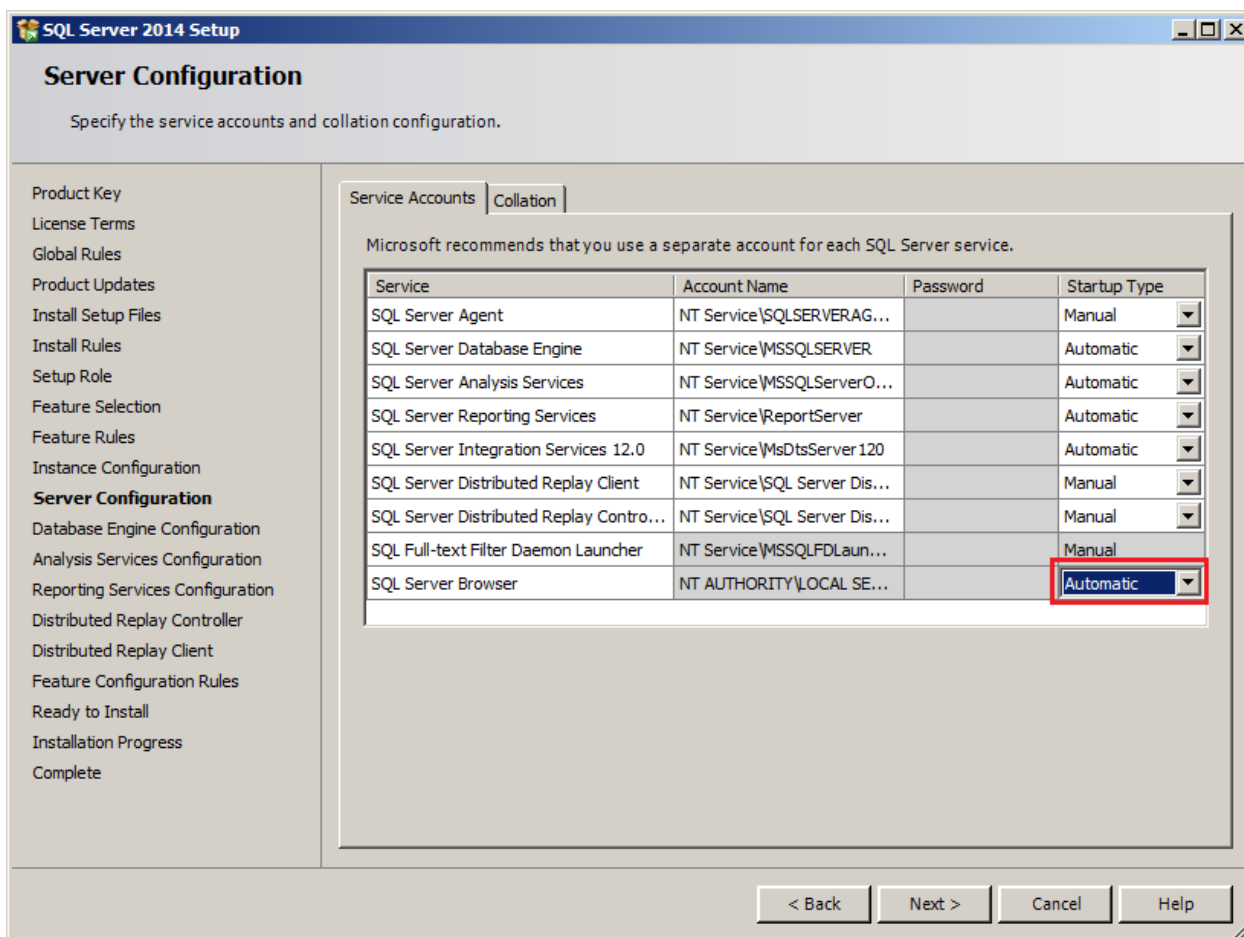 SQL Server 2014 Setup
Server Configuration
Specify the service accounts and collation configuration.
Product Key
License Terms
Global Rules
Product Updates
Install Setup Files
Install Rules
Setup Role
Feature Selection
Feature Rules
Instance Configuration
Server Configuration
Database Engine Configuration
Analysis Services Configuration
Reporting Services Configuration
Distributed Replay Controller
Distributed Replay Client
Feature Configuration Rules
Ready to Install
Installation Progress
Complete
Service Accounts Collation
Microsoft recommends that you use a separate account for each SQL Server service.
Service Account Name Password Startup Type
SQL Server Agent NT Service\SQLSERVERAG... Manual
SQL Server Database Engine NT Service\MSSQLSERVER Automatic
SQL Server Analysis Services NT Service\MSSQLServerO... Automatic
SQL Server Reporting Services NT Service\ReportServer Automatic
SQL Server Integration Services 12.0 NT Service\MsDtsServer120 Automatic
SQL Server Distributed Replay Client NT Service\SQL Server Dis... Manual
SQL Server Distributed Replay Contro... NT Service\SQL Server Dis... Manual
SQL Full-text Filter Daemon Launcher NT Service\MSSQLFDLaun... Manual
SQL Server Browser NT AUTHORITY\LOCAL SE... Automatic
< Back Next > Cancel Help